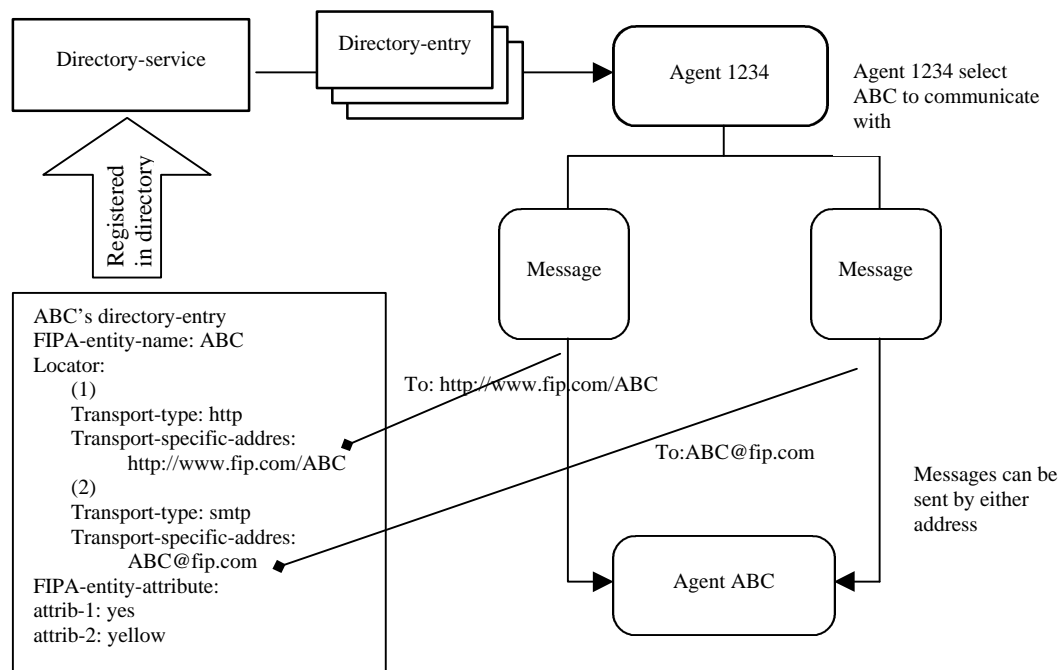 Directory-service
Directory-entry
Agent 1234
Agent 1234 select
ABC to communicate
with
Registered
in directory
Message
Message
ABC’s directory-entry
FIPA-entity-name: ABC
Locator:
(1)
Transport-type: http
Transport-specific-addres:
http://www.fip.com/ABC
(2)
Transport-type: smtp
Transport-specific-addres:
ABC@fip.com
FIPA-entity-attribute:
attrib-1: yes
attrib-2: yellow
To: http://www.fip.com/ABC
To:ABC@fip.com
Messages can be
sent by either
address
Agent ABC